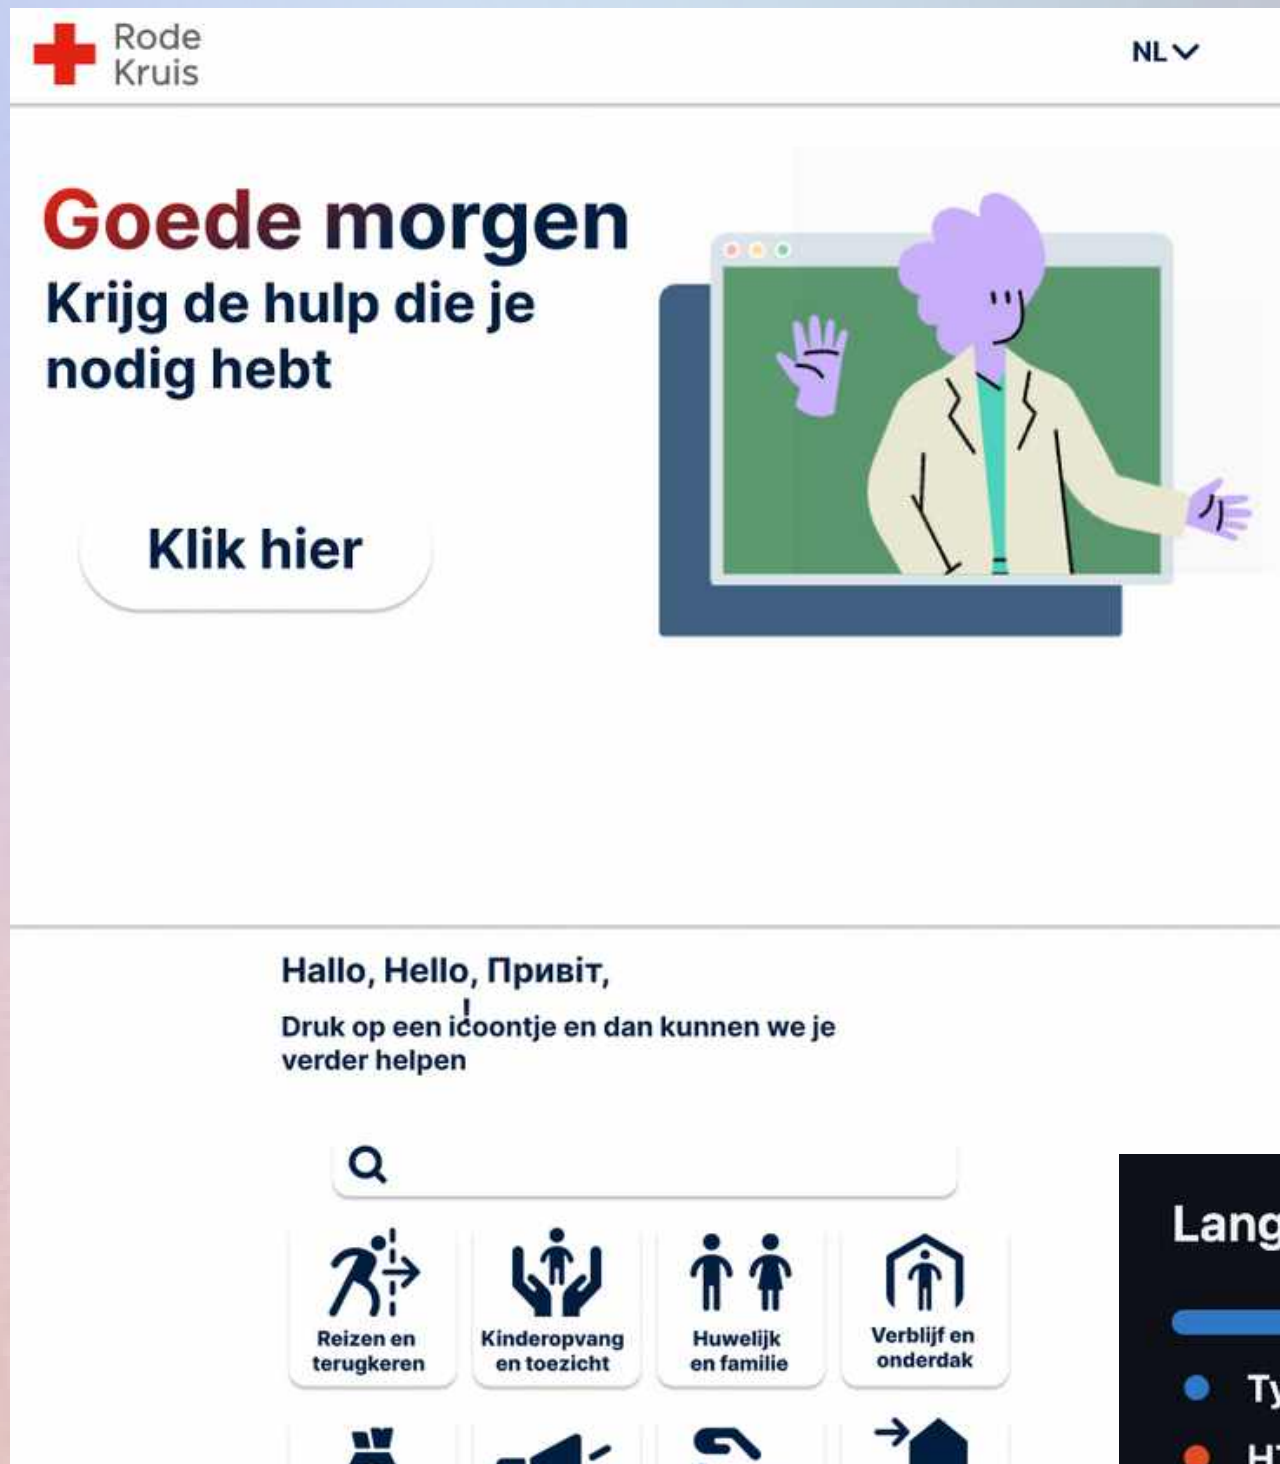 Rode
Kruis
NL
Goede morgen
Krijg de hulp die je
nodig hebt
Klik hier
Hallo, Hello, Привіт,
!
Druk op een icoontje en dan kunnen we je
verder helpen
Reizen en
terugkeren
Kinderopvang
en toezicht
Huwelijk
en familie
Verblijf en
onderdak
Lang
Ty